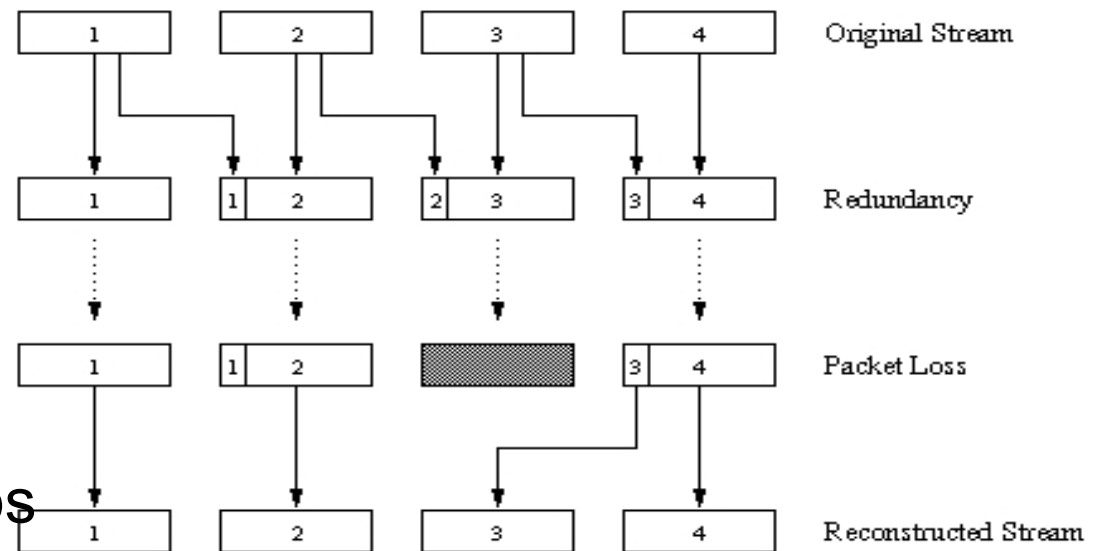 1 2 3 4 Original Stream
1 1 2 2 3 3 4 Redundancy
1 1 2 3 4 Packet Loss
1 2 3 4 Reconstructed Stream